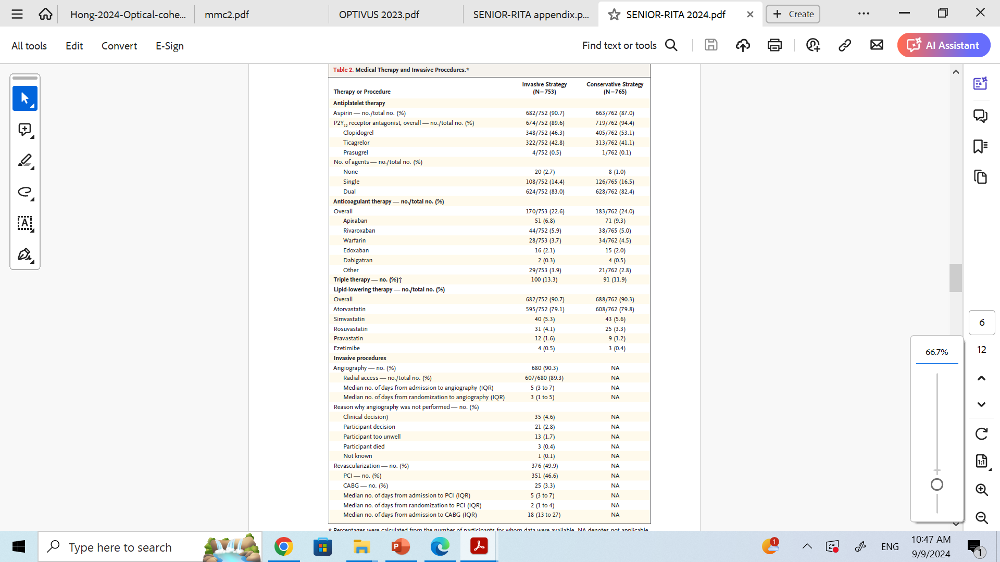 Hong-2024-Optical-cohe...
mmc2.pdf
OPTIVUS 2023.pdf
SENIOR-RITA appendix.p...
SENIOR-RITA 2024.pdf
Create
All tools
Edit
Convert
E-Sign
Find text or tools
AI Assistant
Table 2. Medical Therapy and Invasive Procedures.*
Therapy or Procedure Invasive Strategy (N=753) Conservative Strategy (N=765)
Antiplatelet therapy
Aspirin — no./total no. (%) 682/752 (90.7) 663/762 (87.0)
P2Y12 receptor antagonist, overall — no./total no. (%) 674/752 (89.6) 719/762 (94.4)
Clopidogrel 348/752 (46.3) 405/762 (53.1)
Ticagrelor 322/752 (42.8) 313/762 (41.1)
Prasugrel 4/752 (0.5) 1/762 (0.1)
No. of agents — no./total no. (%)
None 20 (2.7) 8 (1.0)
Single 108/752 (14.4) 126/765 (16.5)
Dual 624/752 (83.0) 628/762 (82.4)
Anticoagulant therapy — no./total no. (%)
Overall 170/753 (22.6) 183/762 (24.0)
Apixaban 51 (6.8) 71 (9.3)
Rivaroxaban 44/752 (5.9) 38/765 (5.0)
Warfarin 28/753 (3.7) 34/762 (4.5)
Edoxaban 16 (2.1) 15 (2.0)
Dabigatran 2 (0.3) 4 (0.5)
Other 29/753 (3.9) 21/762 (2.8)
Triple therapy — no. (%)† 100 (13.3) 91 (11.9)
Lipid-lowering therapy — no./total no. (%)
Overall 682/752 (90.7) 688/762 (90.3)
Atorvastatin 595/752 (79.1) 608/762 (79.8)
Simvastatin 40 (5.3) 43 (5.6)
Rosuvastatin 31 (4.1) 25 (3.3)
Pravastatin 12 (1.6) 9 (1.2)
Ezetimibe 4 (0.5) 3 (0.4)
Invasive procedures
Angiography — no. (%) 680 (90.3) NA
Radial access — no./total no. (%) 607/680 (89.3) NA
Median no. of days from admission to angiography (IQR) 5 (3 to 7) NA
Median no. of days from randomization to angiography (IQR) 3 (1 to 5) NA
Reason why angiography was not performed — no. (%)
Clinical decision) 35 (4.6) NA
Participant decision 21 (2.8) NA
Participant too unwell 13 (1.7) NA
Participant died 3 (0.4) NA
Not known 1 (0.1) NA
Revascularization — no. (%) 376 (49.9) NA
PCI — no. (%) 351 (46.6) NA
CABG — no. (%) 25 (3.3) NA
Median no. of days from admission to PCI (IQR) 5 (3 to 7) NA
Median no. of days from randomization to PCI (IQR) 2 (1 to 4) NA
Median no. of days from admission to CABG (IQR) 18 (13 to 27) NA
* Percentages were calculated from the number of participants for whom data were available. NA denotes not applicable
6
12
66.7%
1:1
Type here to search
1
ENG
10:47 AM
9/9/2024
1